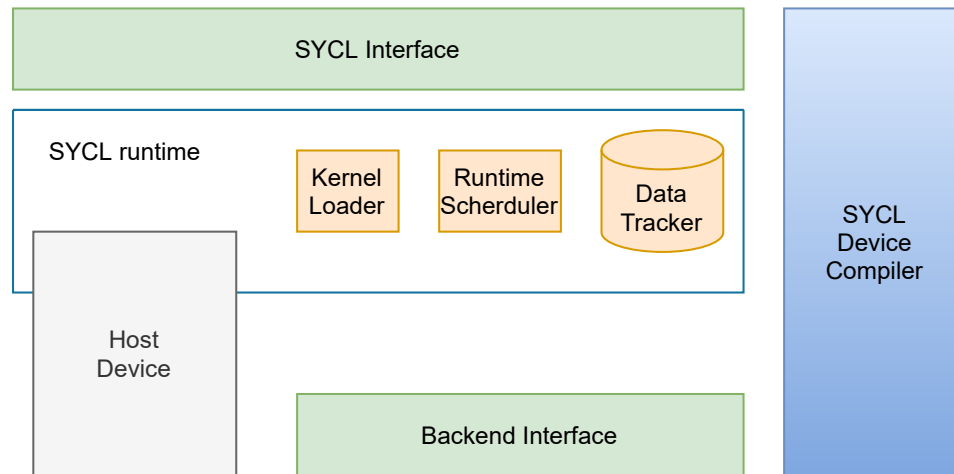 SYCL Interface
SYCL runtime
Kernel
Loader
Runtime
Scherduler
Data
Tracker
SYCL
Device
Compiler
Host
Device
Backend Interface